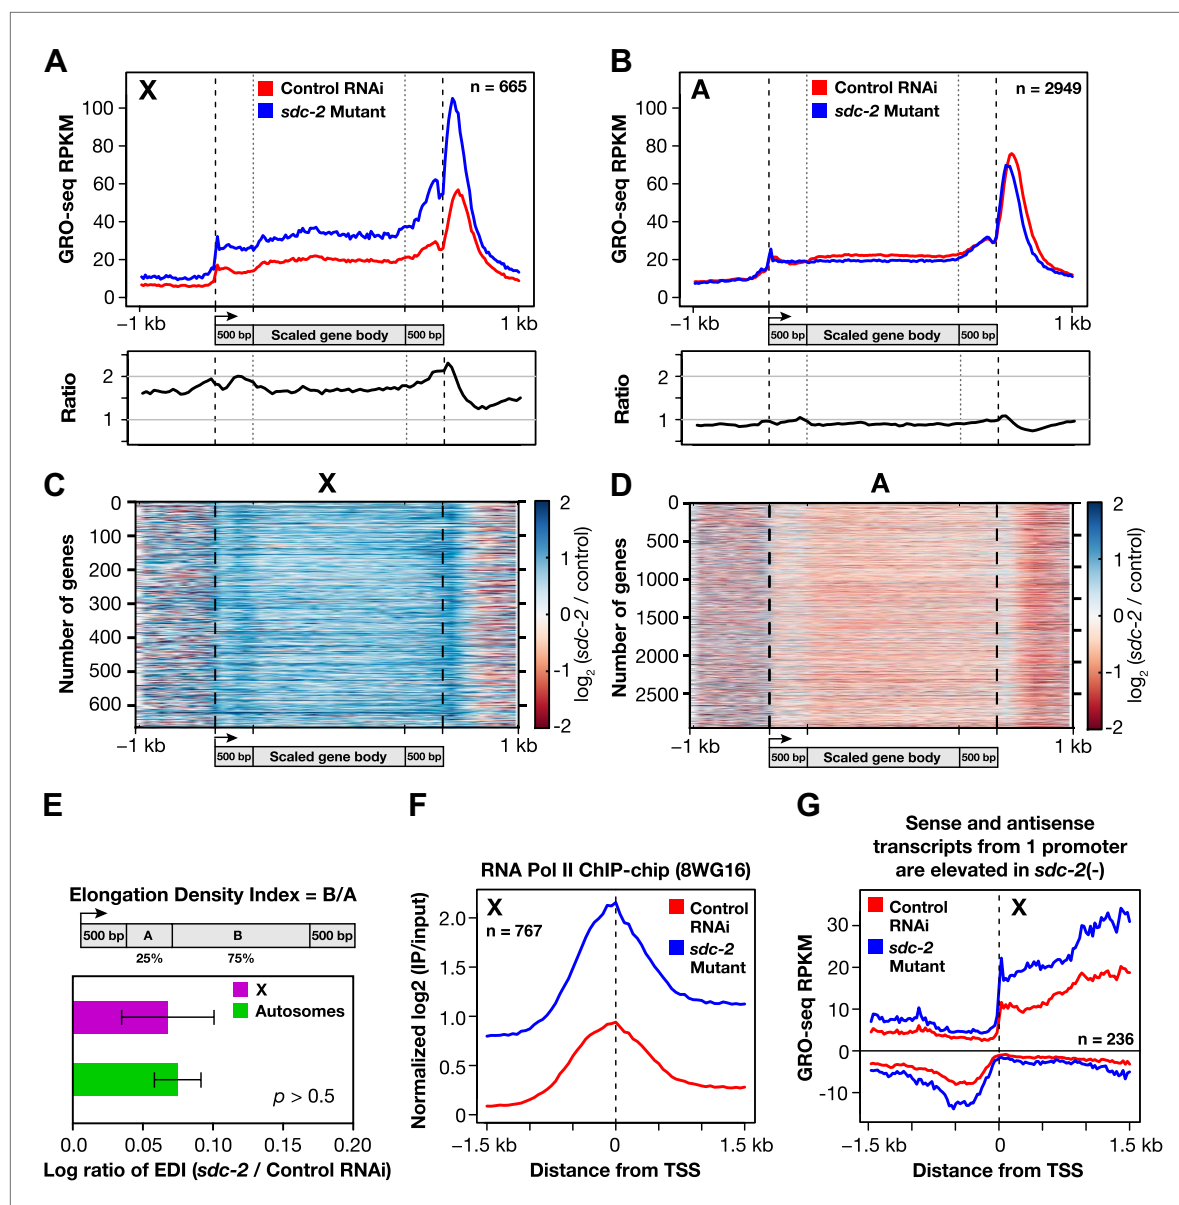 A
X
Control RNAi
sdc-2 Mutant
n = 665
GRO-seq RPKM
100
80
60
40
20
0
−1 kb
1 kb
500 bp
Scaled gene body
500 bp
Ratio
2
1
B
A
Control RNAi
sdc-2 Mutant
n = 2949
GRO-seq RPKM
100
80
60
40
20
0
−1 kb
1 kb
500 bp
Scaled gene body
500 bp
Ratio
2
1
C
X
Number of genes
0
100
200
300
400
500
600
−1 kb
1 kb
500 bp
Scaled gene body
500 bp
2
1
0
-1
-2
log2 (sdc-2 / control)
D
A
Number of genes
0
500
1000
1500
2000
2500
−1 kb
1 kb
500 bp
Scaled gene body
500 bp
2
1
0
-1
-2
log2 (sdc-2 / control)
E
Elongation Density Index = B/A
500 bp
A
B
500 bp
25%
75%
X
Autosomes
p > 0.5
0.0
0.05
0.10
0.15
0.20
Log ratio of EDI (sdc-2 / Control RNAi)
F
RNA Pol II ChIP-chip (8WG16)
X
n = 767
Control
RNAi
sdc-2
Mutant
Normalized log2 (IP/input)
2.0
1.5
1.0
0.5
0
−1.5 kb
0
1.5 kb
Distance from TSS
G
Sense and antisense
transcripts from 1 promoter
are elevated in sdc-2(-)
Control
RNAi
sdc-2
Mutant
X
n = 236
GRO-seq RPKM
30
20
10
0
-10
-1.5 kb
0
1.5 kb
Distance from TSS